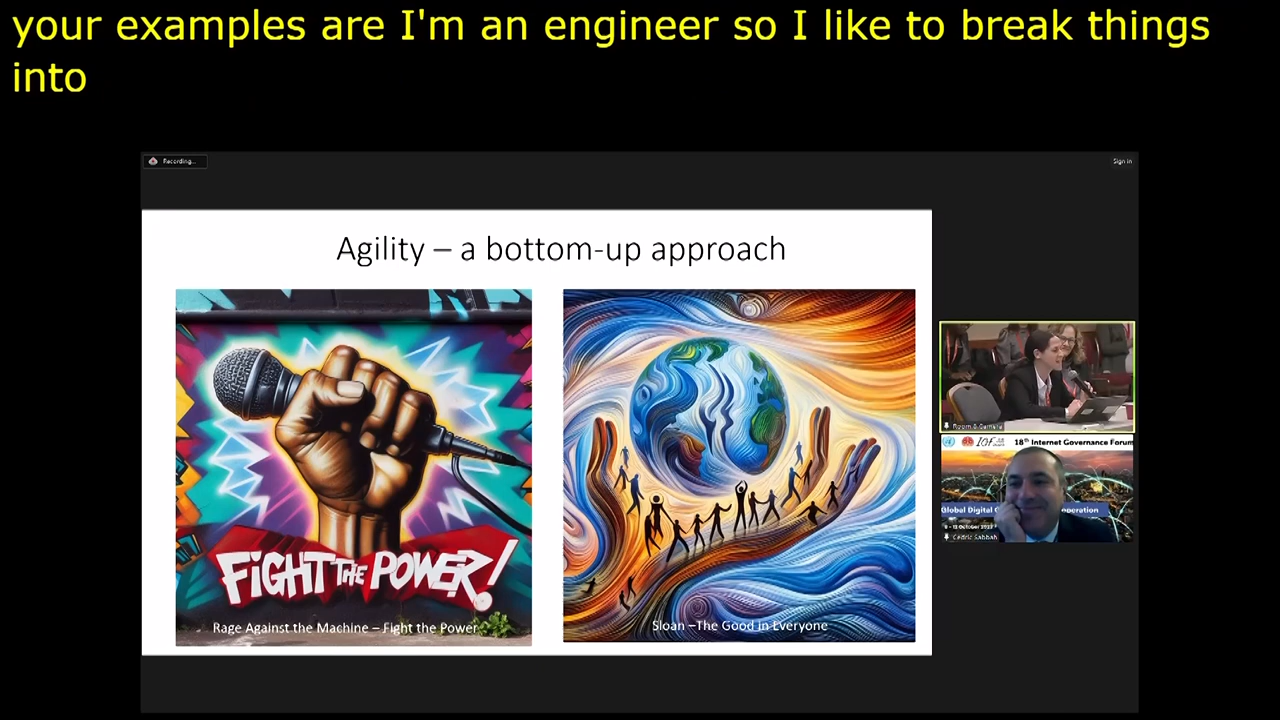 your examples are I'm an engineer so I like to break things
into
Recording...
Sign in
Agility – a bottom-up approach
FiGHT THE POWER!
Rage Against the Machine – Fight the Power
Sloan –The Good in Everyone
Room
18th Internet Governance Forum
Global Digital
operation
Cedric Sabbah